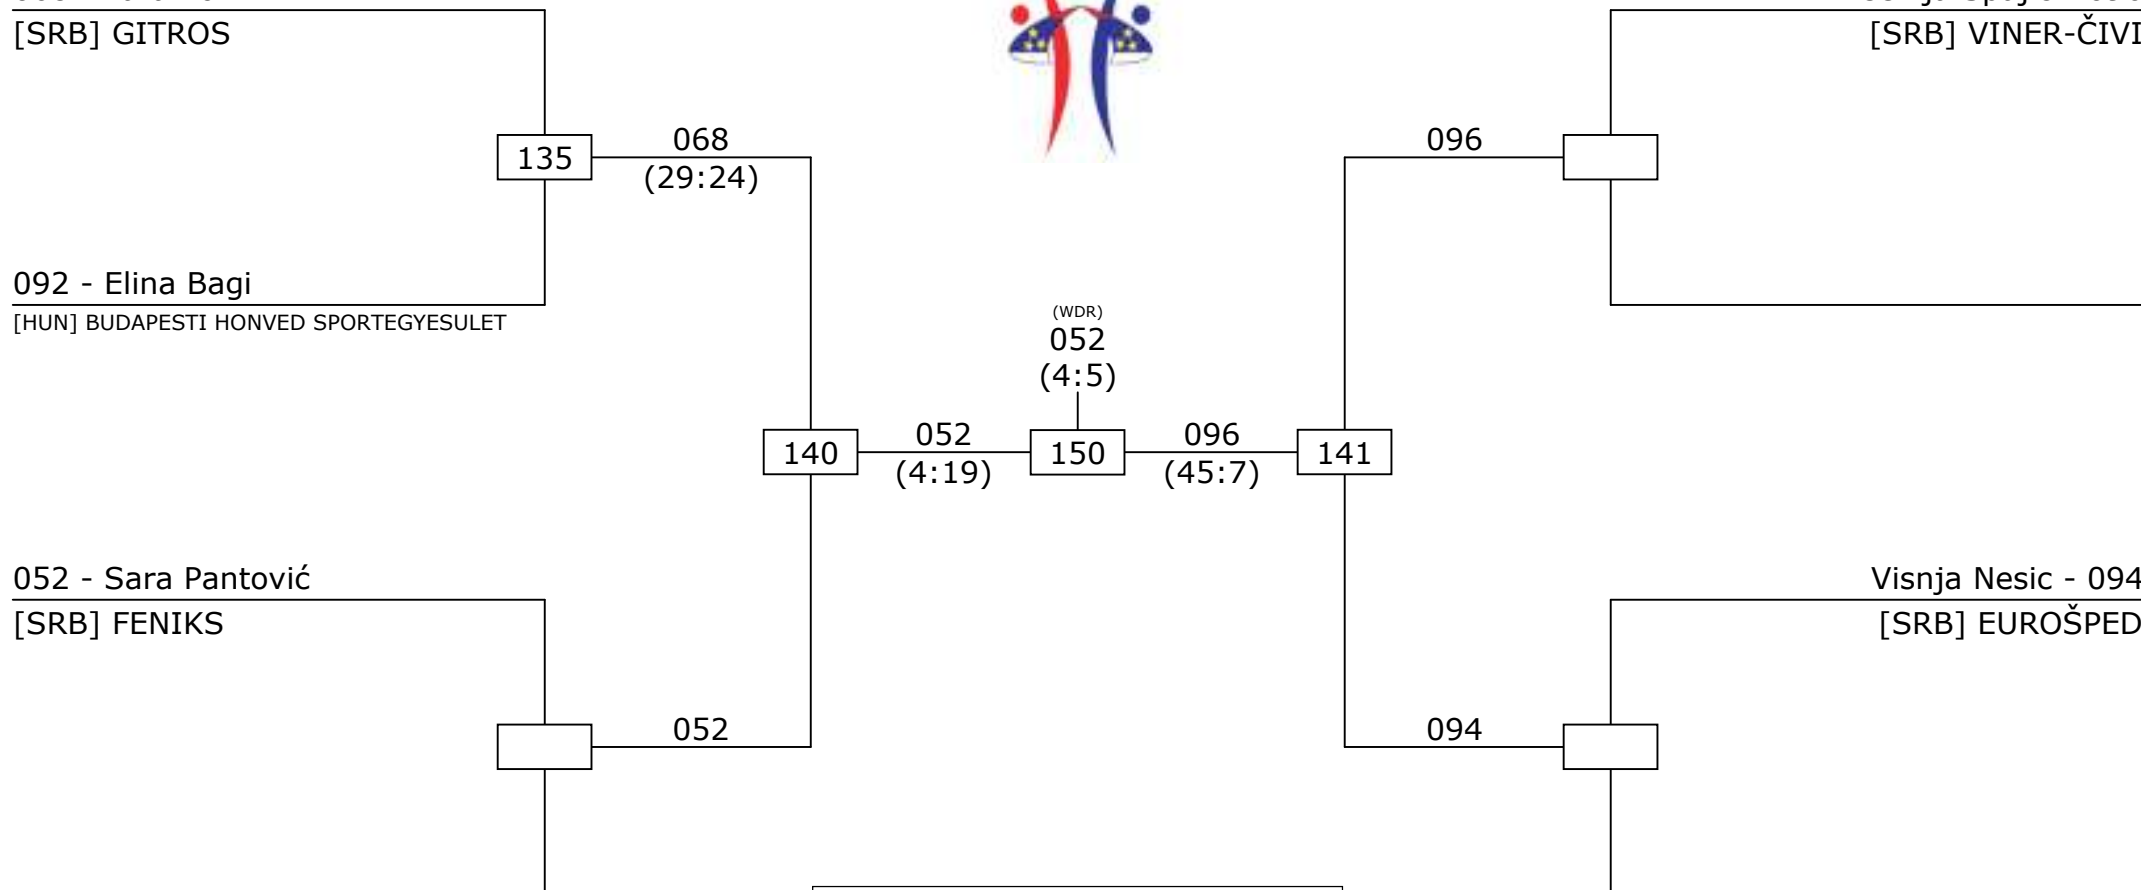 [SRB] GITROS
[SRB] VINER-ČIVI
135
068
(29:24)
096
092 - Elina Bagi
[HUN] BUDAPESTI HONVED SPORTEGYESULET
(WDR)
052
(4:5)
140
052
(4:19)
150
096
(45:7)
141
052 - Sara Pantović
[SRB] FENIKS
Visnja Nesic - 094
[SRB] EUROŠPED
052
094